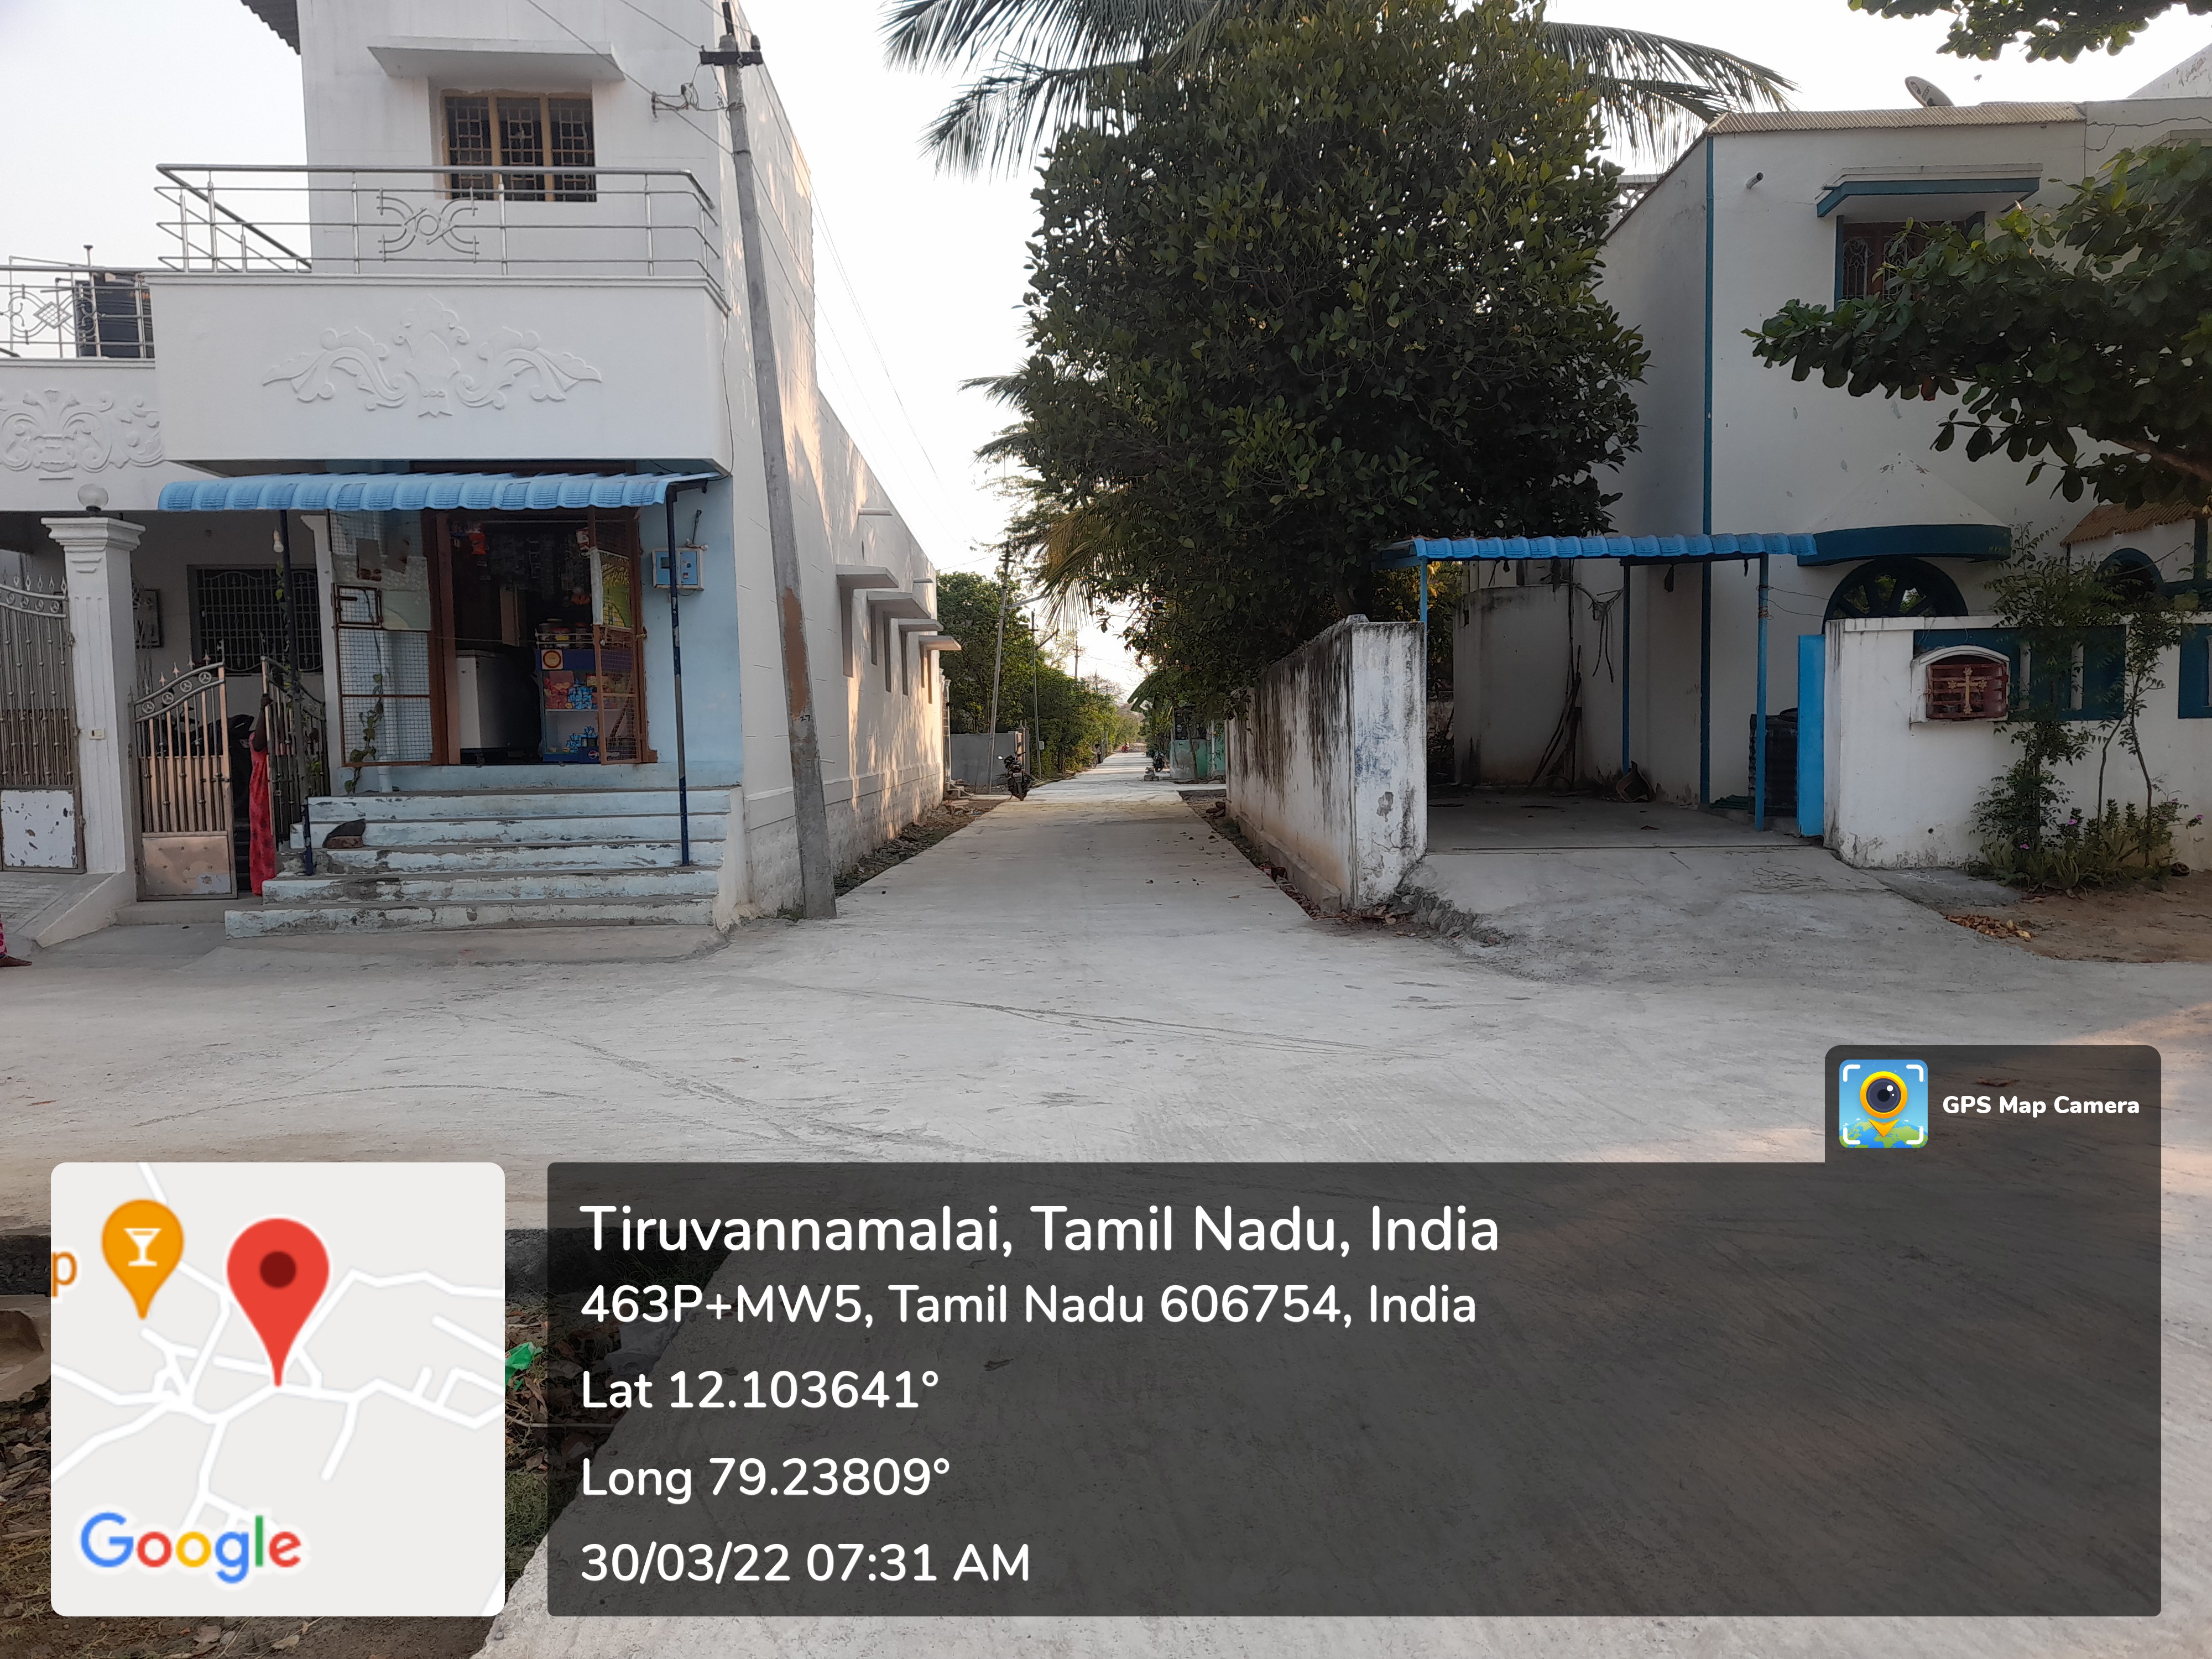 GPS Map Camera
p
Tiruvannamalai, Tamil Nadu, India
463P+MW5, Tamil Nadu 606754, India
Lat 12.103641°
Long 79.23809°
30/03/22 07:31 AM
Google